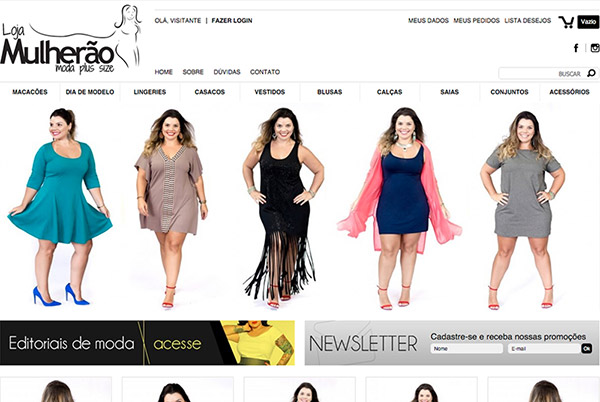 Loja
Mulherão
moda plus size
OLÁ, VISITANTE | FAZER LOGIN
MEUS DADOS MEUS PEDIDOS LISTA DESEJOS Vazio
f
HOME SOBRE DÚVIDAS CONTATO
BUSCAR
MACACÕES DIA DE MODELO LINGERIES CASACOS VESTIDOS BLUSAS CALÇAS SAIAS CONJUNTOS ACESSÓRIOS
Editoriais de moda acesse
NEWSLETTER
Cadastre-se e receba nossas promoções
Nome E-mail Ok